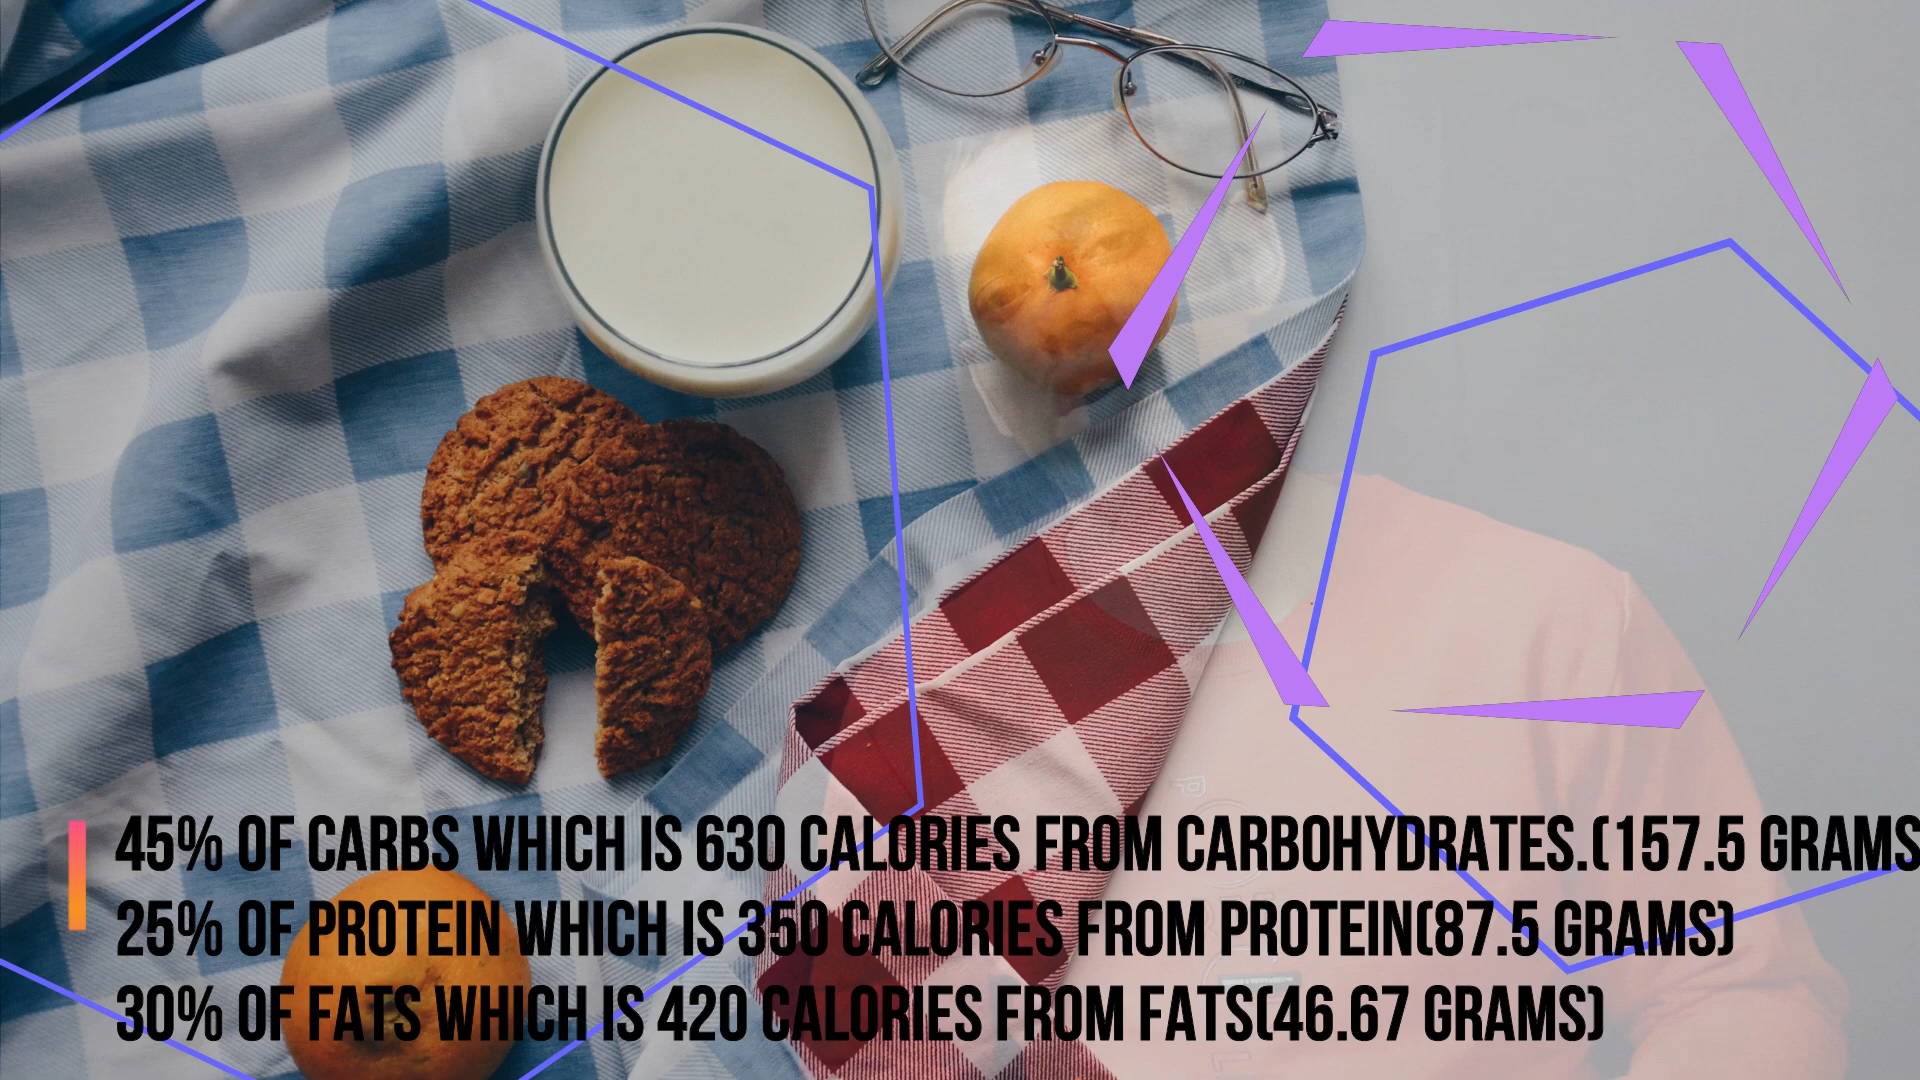 45% OF CARBS WHICH IS 630 CALORIES FROM CARBOHYDRATES.(157.5 GRAMS
25% OF PROTEIN WHICH IS 350 CALORIES FROM PROTEIN(87.5 GRAMS)
30% OF FATS WHICH IS 420 CALORIES FROM FATS(46.67 GRAMS)